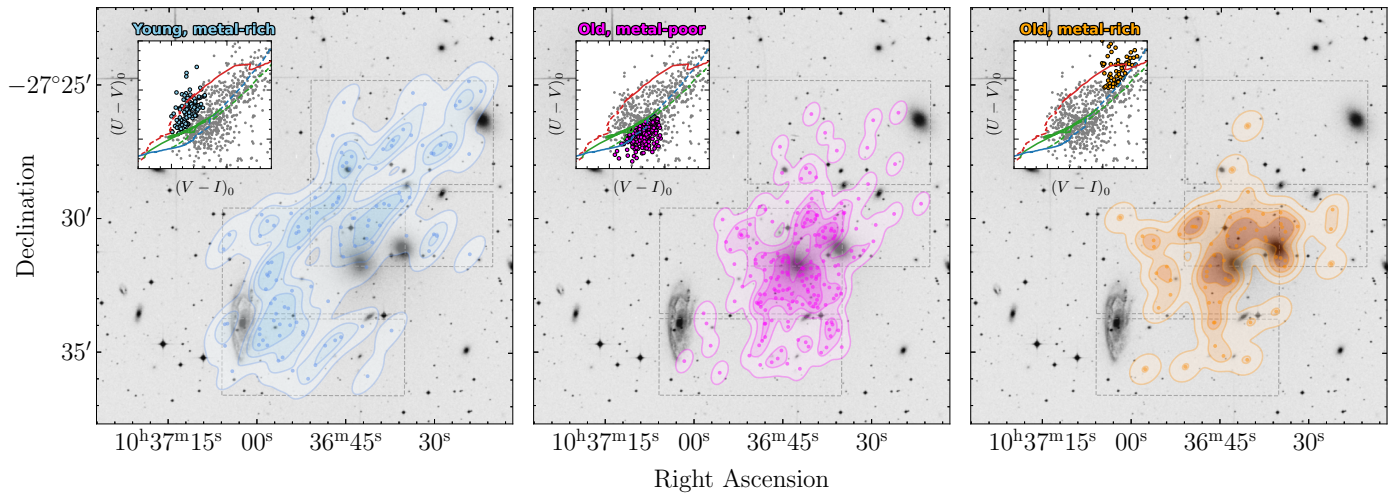 Young, metal-rich
Old, metal-poor
Old, metal-rich
(U − V)₀
(U − V)₀
(U − V)₀
(V − I)₀
(V − I)₀
(V − I)₀
−27°25′
30′
35′
Declination
10ʰ37ᵐ15ˢ 00ˢ 36ᵐ45ˢ 30ˢ
10ʰ37ᵐ15ˢ 00ˢ 36ᵐ45ˢ 30ˢ
10ʰ37ᵐ15ˢ 00ˢ 36ᵐ45ˢ 30ˢ
Right Ascension